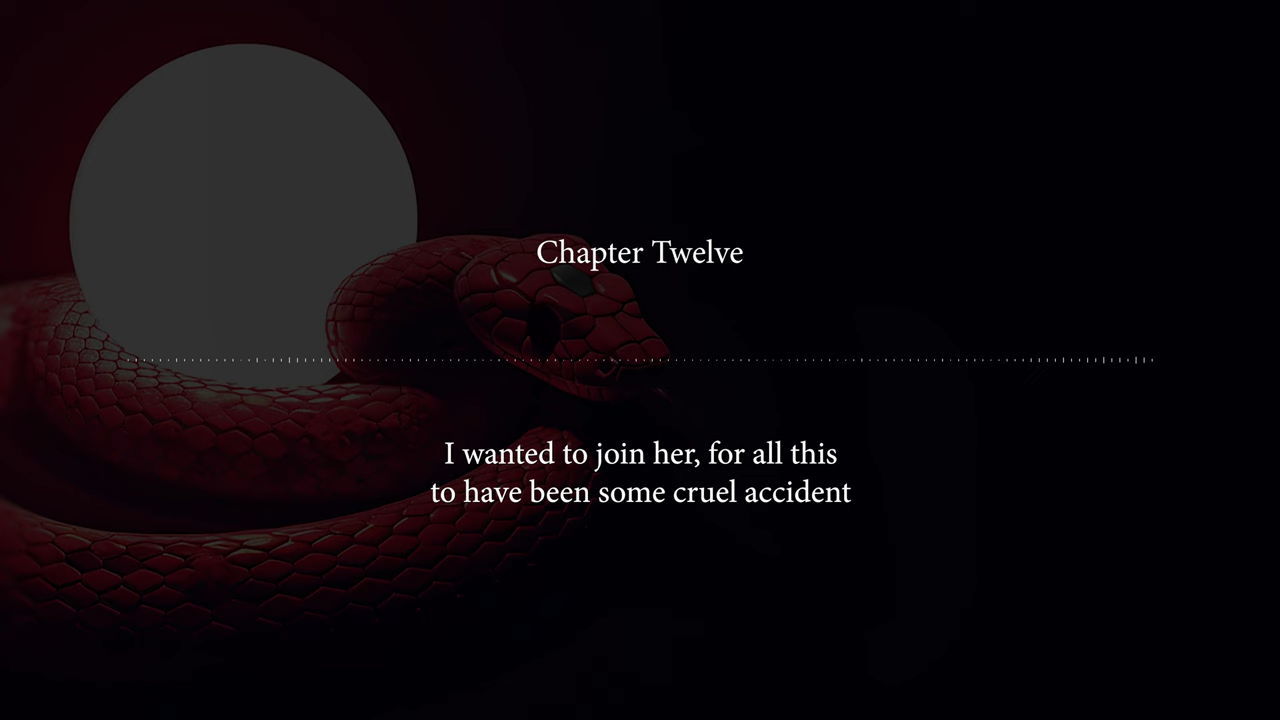 Chapter Twelve
I wanted to join her, for all this
to have been some cruel accident